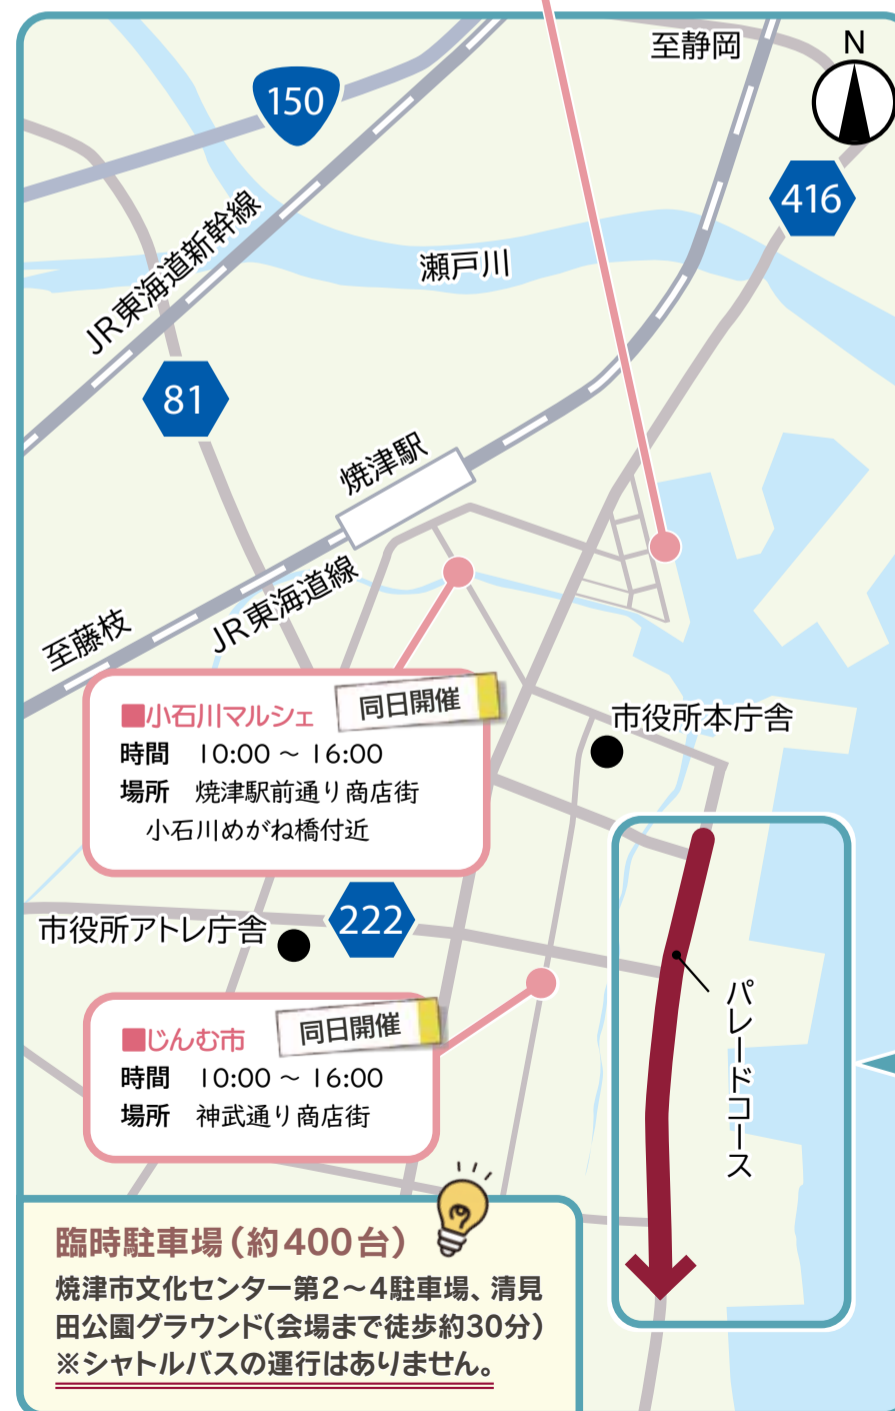 至静岡
N
150
416
JR東海道新幹線
瀬戸川
81
焼津駅
JR東海道線
至藤枝
■小石川マルシェ
同日開催
時間　10:00～16:00
場所　焼津駅前通り商店街
小石川めがね橋付近
市役所本庁舎
市役所アトレ庁舎
222
■じんむ市
同日開催
時間　10:00～16:00
場所　神武通り商店街
パレードコース
臨時駐車場（約400台）
焼津市文化センター第2～4駐車場、清見
田公園グラウンド(会場まで徒歩約30分)
※シャトルバスの運行はありません。